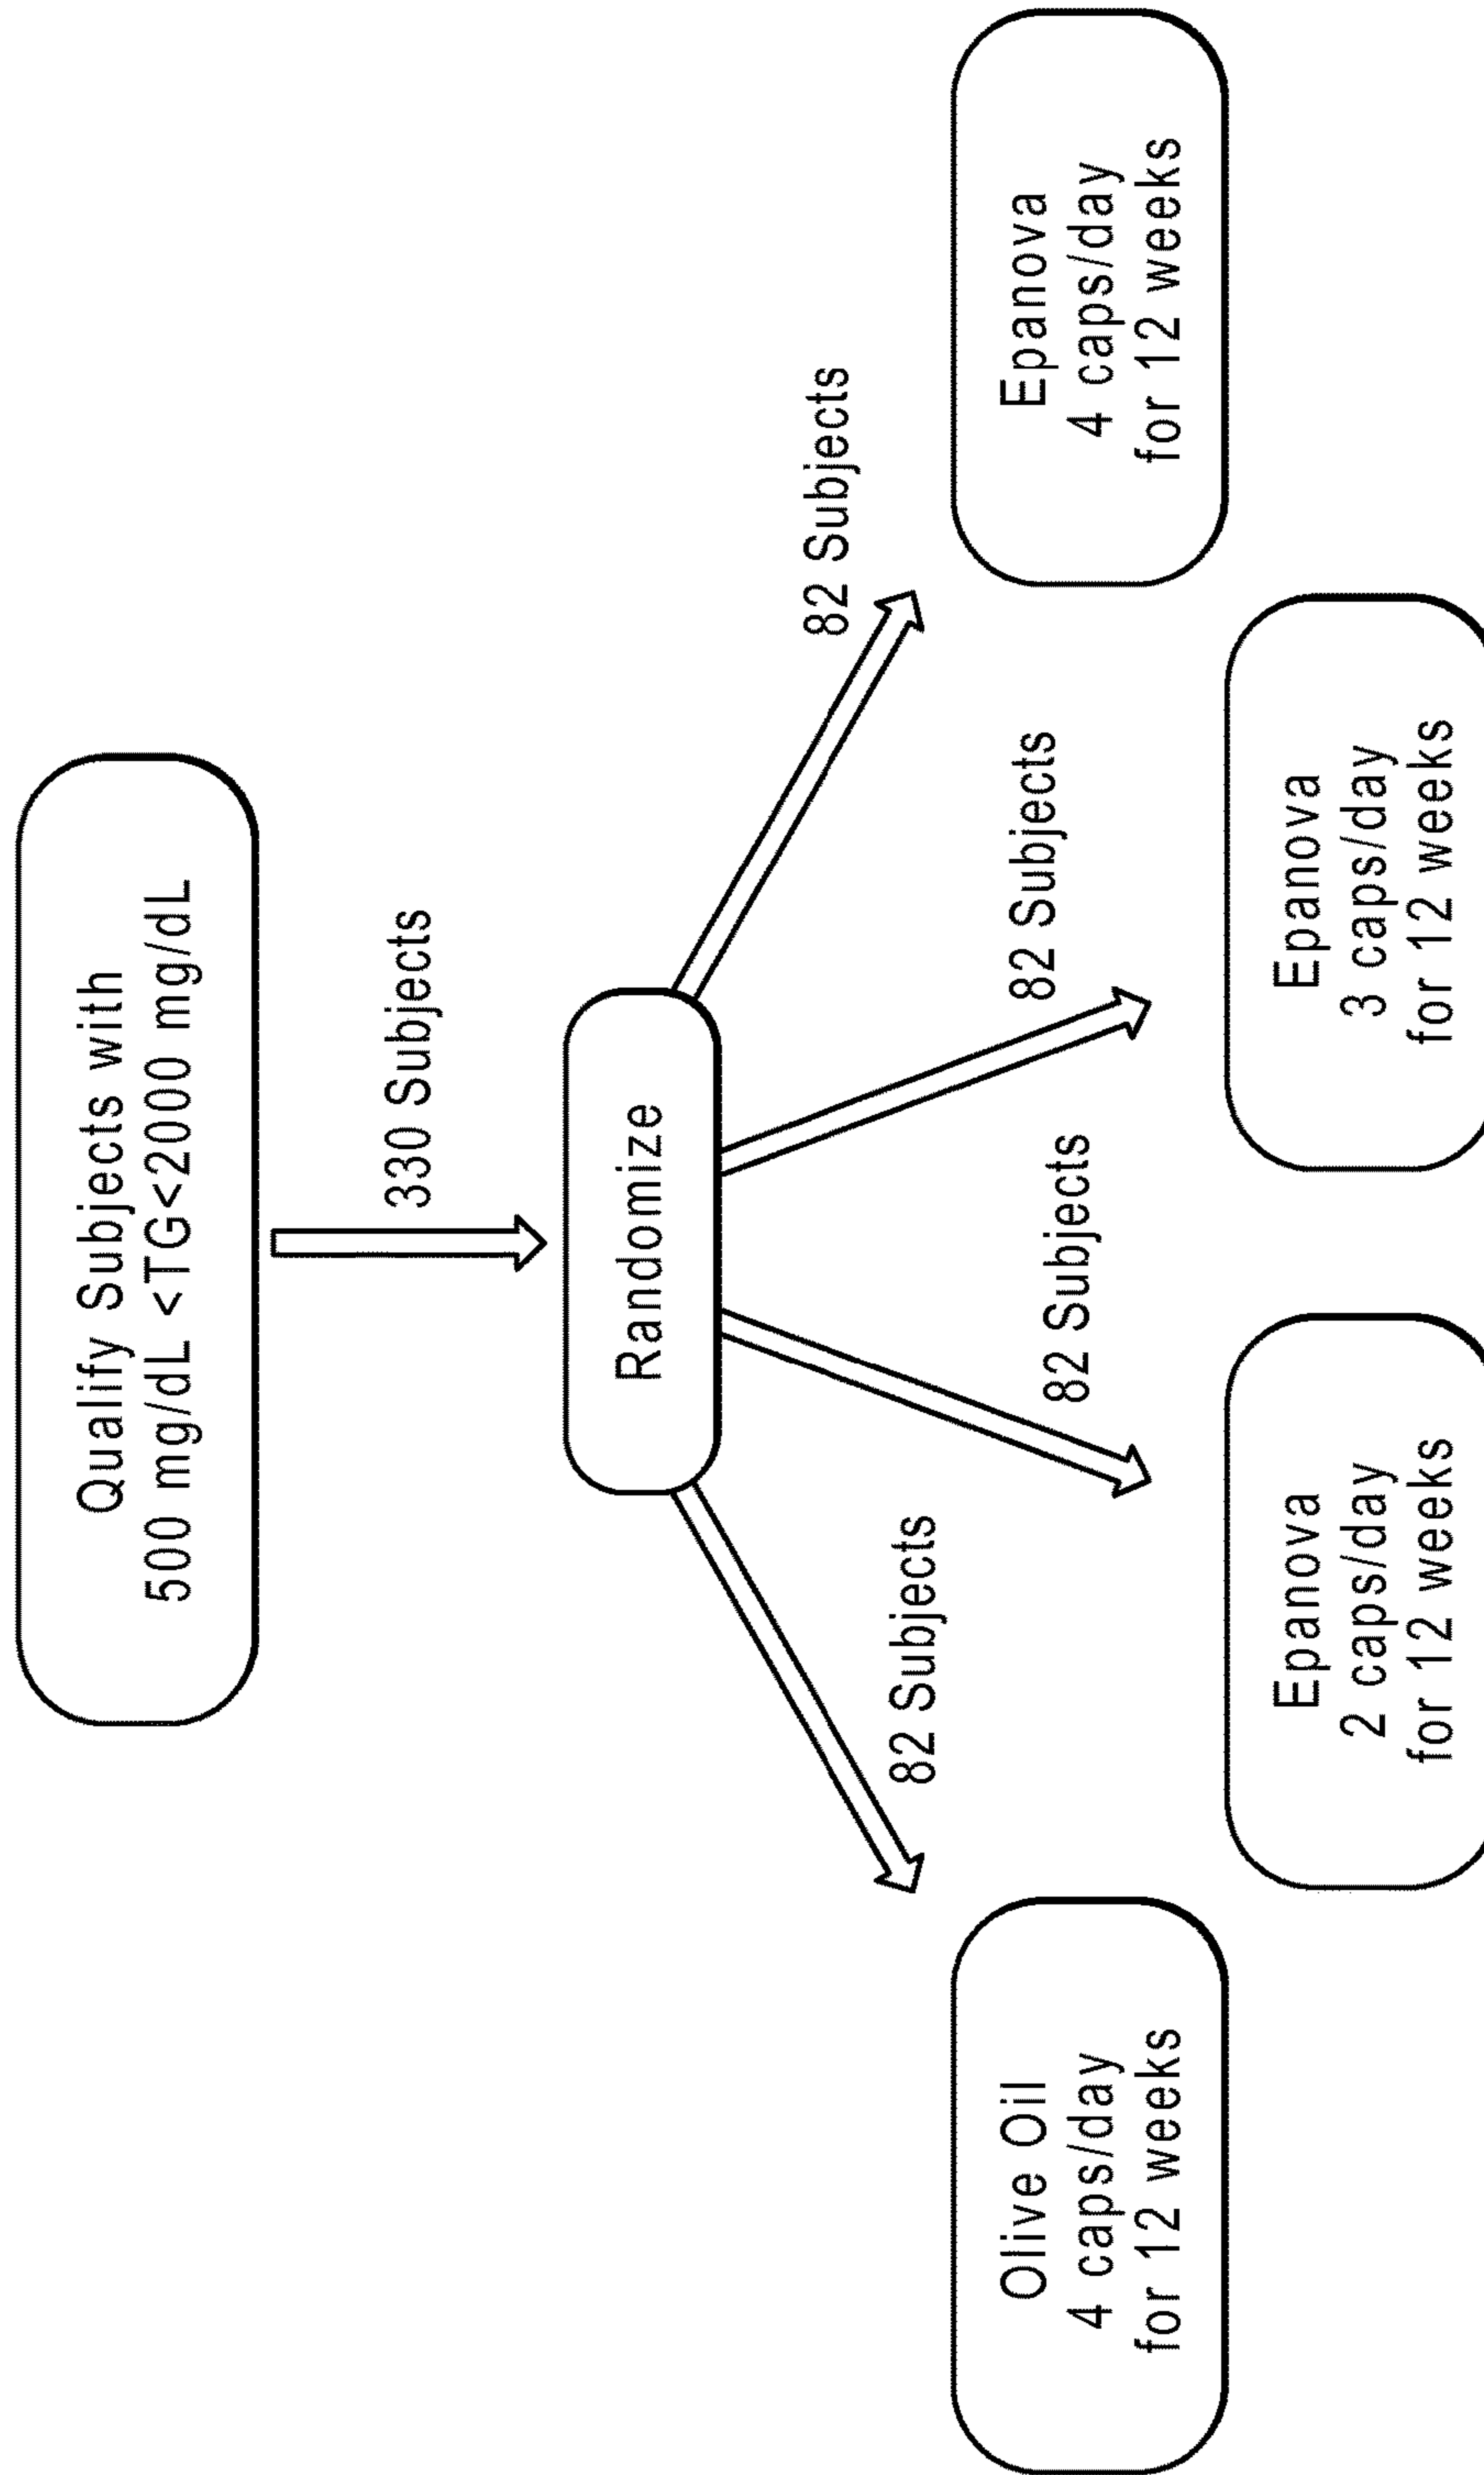 Qualify Subjects with
500 mg/dL <TG<2000 mg/dL
330 Subjects
Randomize
82 Subjects
82 Subjects
82 Subjects
82 Subjects
Olive Oil
4 caps/day
for 12 weeks
Epanova
2 caps/day
for 12 weeks
Epanova
3 caps/day
for 12 weeks
Epanova
4 caps/day
for 12 weeks